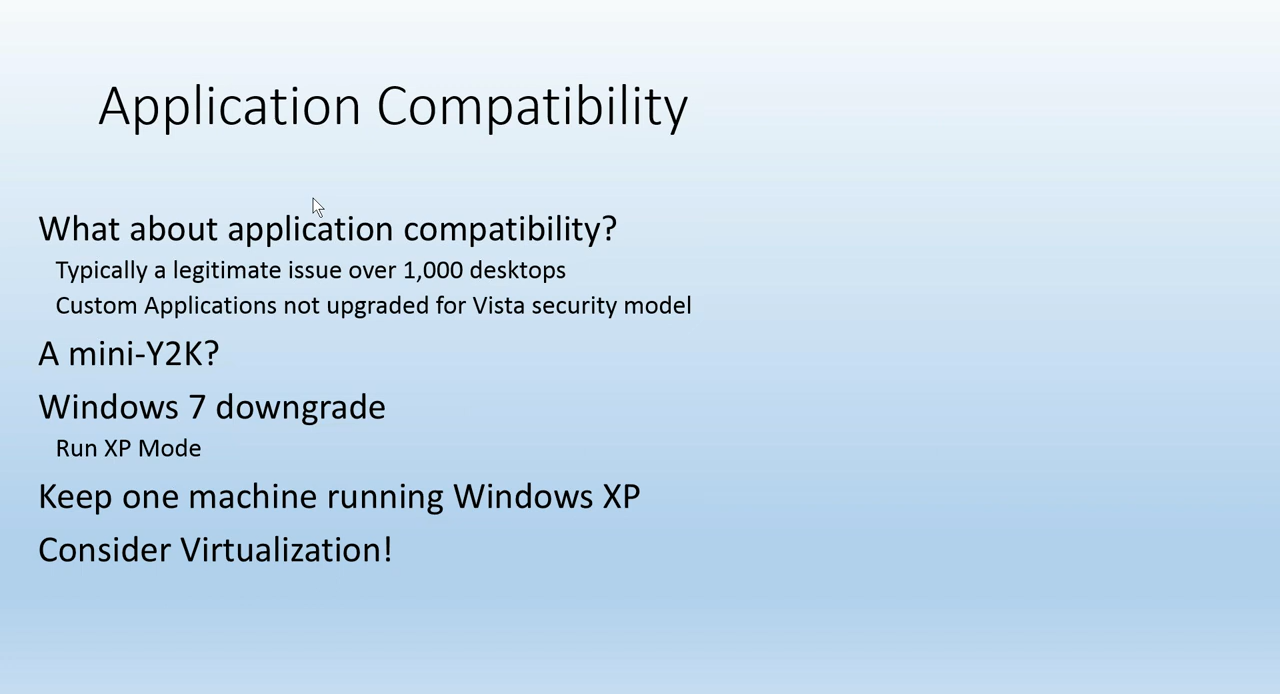 Application Compatibility
What about application compatibility?
Typically a legitimate issue over 1,000 desktops
Custom Applications not upgraded for Vista security model
A mini-Y2K?
Windows 7 downgrade
Run XP Mode
Keep one machine running Windows XP
Consider Virtualization!